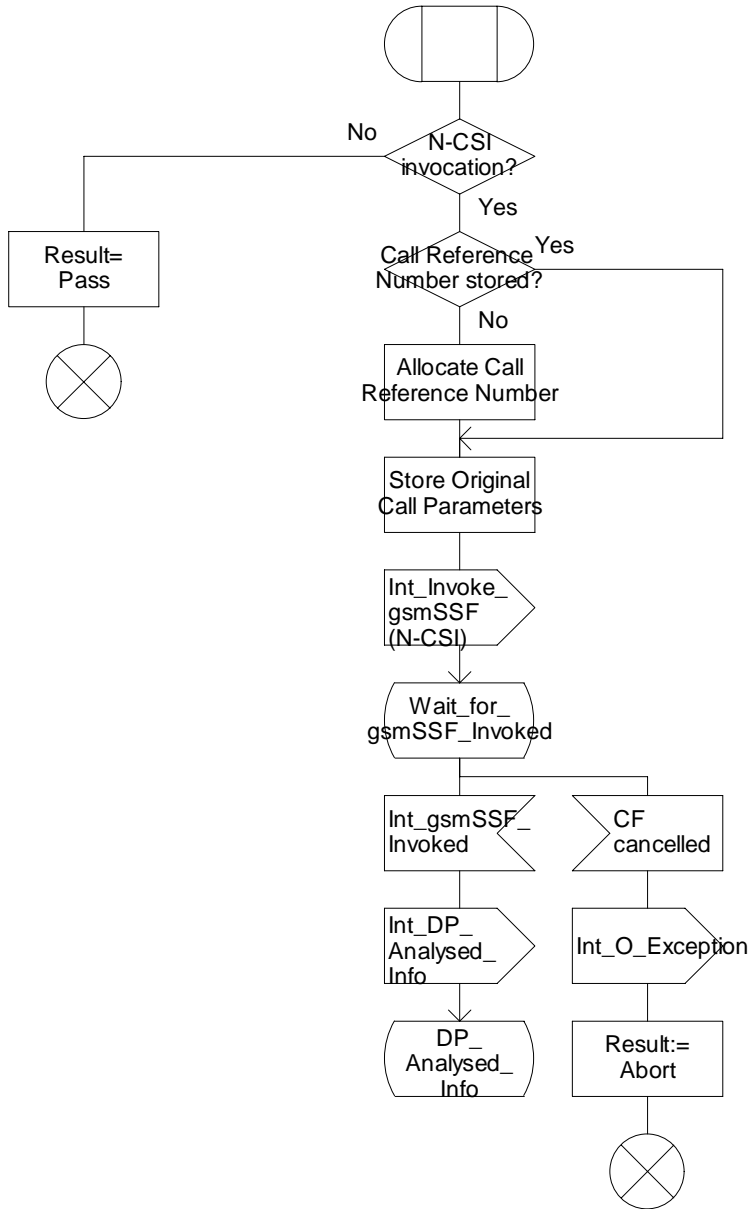 No
N-CSI
invocation?
Yes
Result=
Pass
Call Reference
Number stored?
Yes
No
Allocate Call
Reference Number
Store Original
Call Parameters
Int_Invoke_
gsmSSF
(N-CSI)
Wait_for_
gsmSSF_Invoked
Int_gsmSSF_
Invoked
CF
cancelled
Int_DP_
Analysed_
Info
Int_O_Exception
DP_
Analysed_
Info
Result:=
Abort